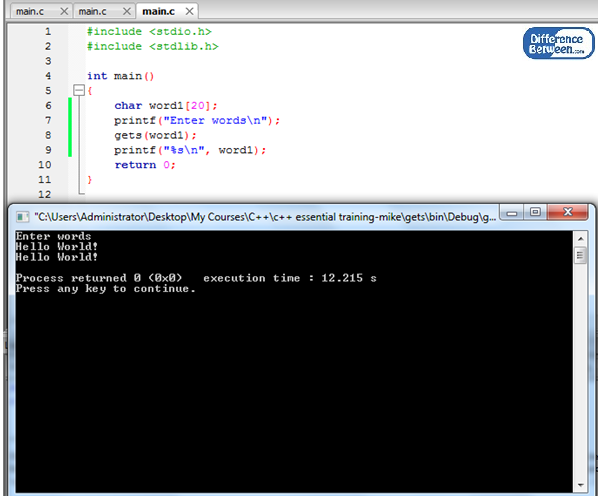 main.c main.c main.c
Difference
Between.com
1 #include <stdio.h>
2 #include <stdlib.h>
3
4 int main()
5 {
6 char word1[20];
7 printf("Enter words\n");
8 gets(word1);
9 printf("%s\n", word1);
10 return 0;
11 }
12
"C:\Users\Administrator\Desktop\My Courses\C++\c++ essential training-mike\gets\bin\Debug\g...
Enter words
Hello World!
Hello World!
Process returned 0 (0x0) execution time : 12.215 s
Press any key to continue.